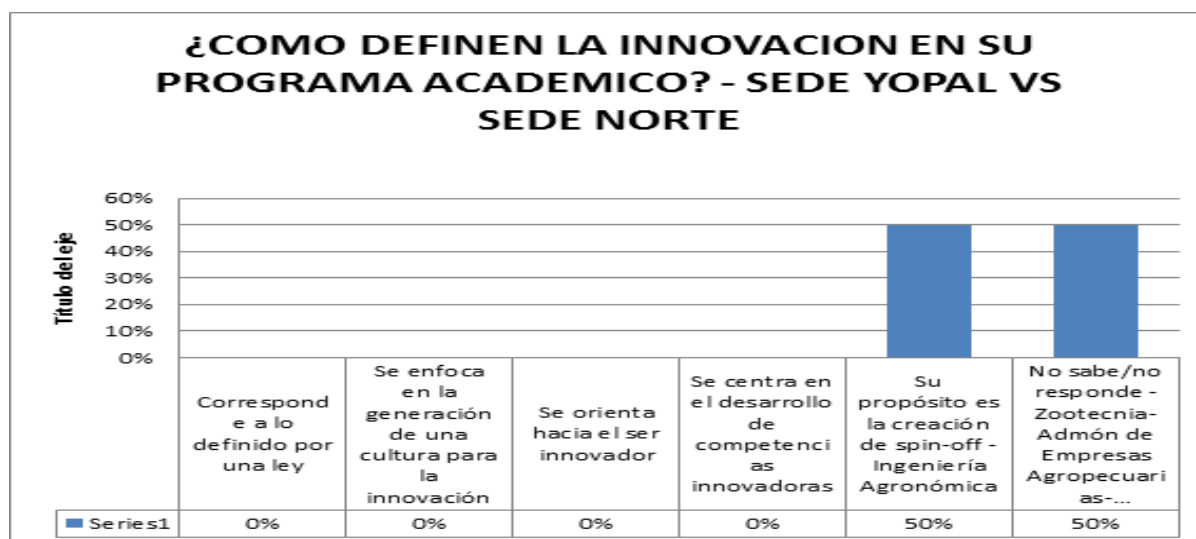 ¿COMO DEFINEN LA INNOVACION EN SU
PROGRAMA ACADEMICO? - SEDE YOPAL VS
SEDE NORTE
Título del eje
60%
50%
40%
30%
20%
10%
0%
Correspond
e a lo
definido por
una ley
Se enfoca
en la
generación
de una
cultura para
la
innovación
Se orienta
hacia el ser
innovador
Se centra en
el desarrollo
de
competenci
as
innovadoras
Su
propósito es
la creación
de spin-off -
Ingeniería
Agronómica
No sabe/no
responde -
Zootecnia-
Admón de
Empresas
Agropecuari
as-...
Series1 0% 0% 0% 0% 50% 50%